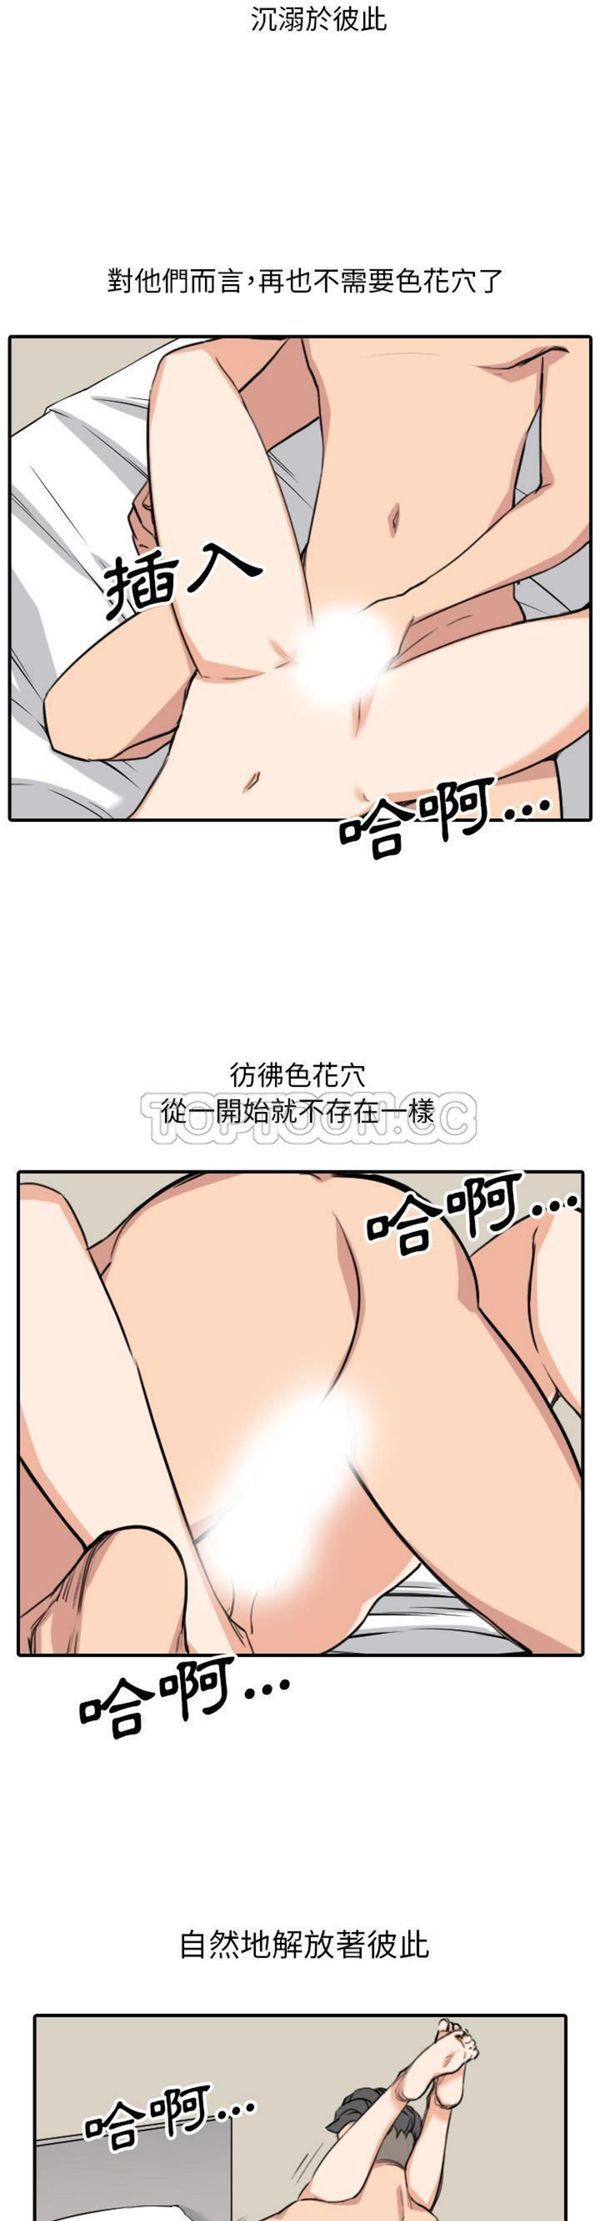 沉溺於彼此
對他們而言，再也不需要色花穴了
插入
哈啊...
彷彿色花穴
從一開始就不存在一樣
TOPTOON.CC
哈啊...
哈啊...
自然地解放著彼此
哈啊...